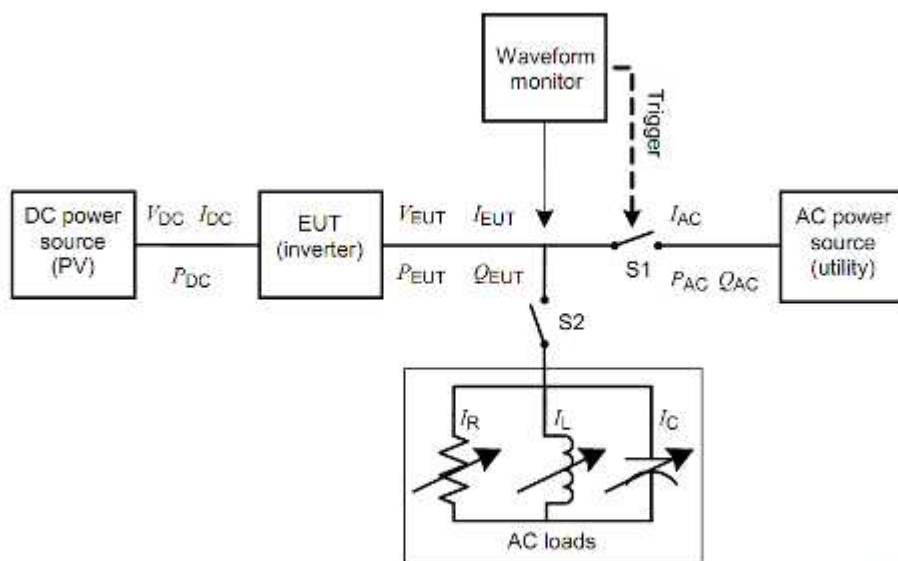 Waveform
monitor
Trigger
DC power
source
(PV)
VDC IDC
PDC
EUT
(inverter)
VEUT IEUT
PEUT QEUT
S1
IAC
PAC QAC
AC power
source
(utility)
S2
IR
IL
IC
AC loads